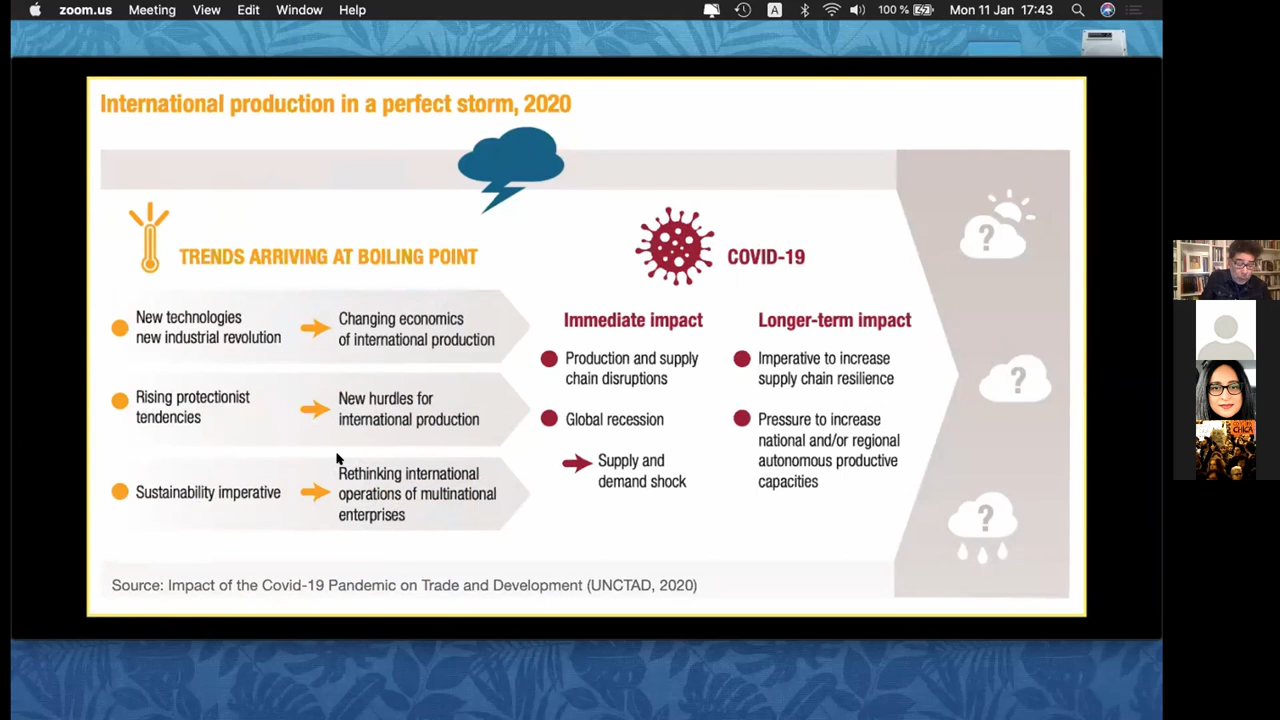 zoom.us Meeting View Edit Window Help A 100 % Mon 11 Jan 17:43
International production in a perfect storm, 2020
TRENDS ARRIVING AT BOILING POINT
New technologies
new industrial revolution
Changing economics
of international production
Rising protectionist
tendencies
New hurdles for
international production
Sustainability imperative
Rethinking international
operations of multinational
enterprises
COVID-19
Immediate impact
Production and supply
chain disruptions
Global recession
Supply and
demand shock
Longer-term impact
Imperative to increase
supply chain resilience
Pressure to increase
national and/or regional
autonomous productive
capacities
?
?
?
Source: Impact of the Covid-19 Pandemic on Trade and Development (UNCTAD, 2020)